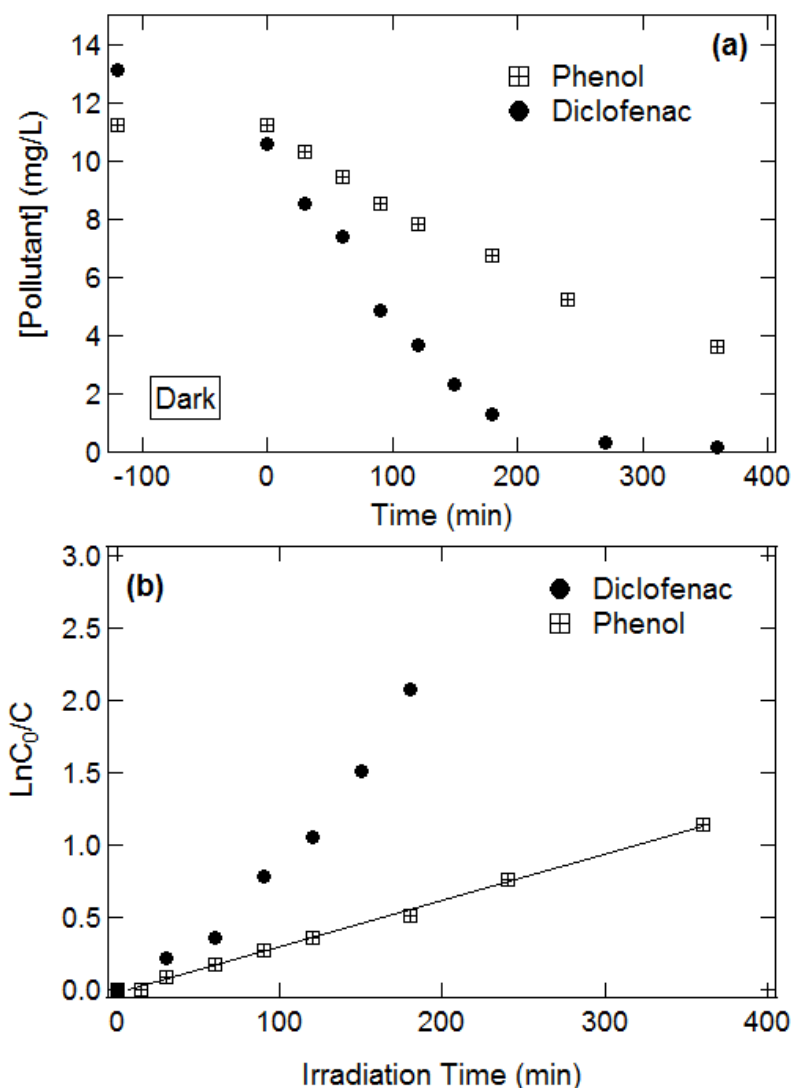 (a)
Phenol
Diclofenac
[Pollutant] (mg/L)
14
12
10
8
6
4
2
0
Dark
-100 0 100 200 300 400
Time (min)
(b)
Diclofenac
Phenol
LnC₀/C
3.0
2.5
2.0
1.5
1.0
0.5
0.0
0 100 200 300 400
Irradiation Time (min)